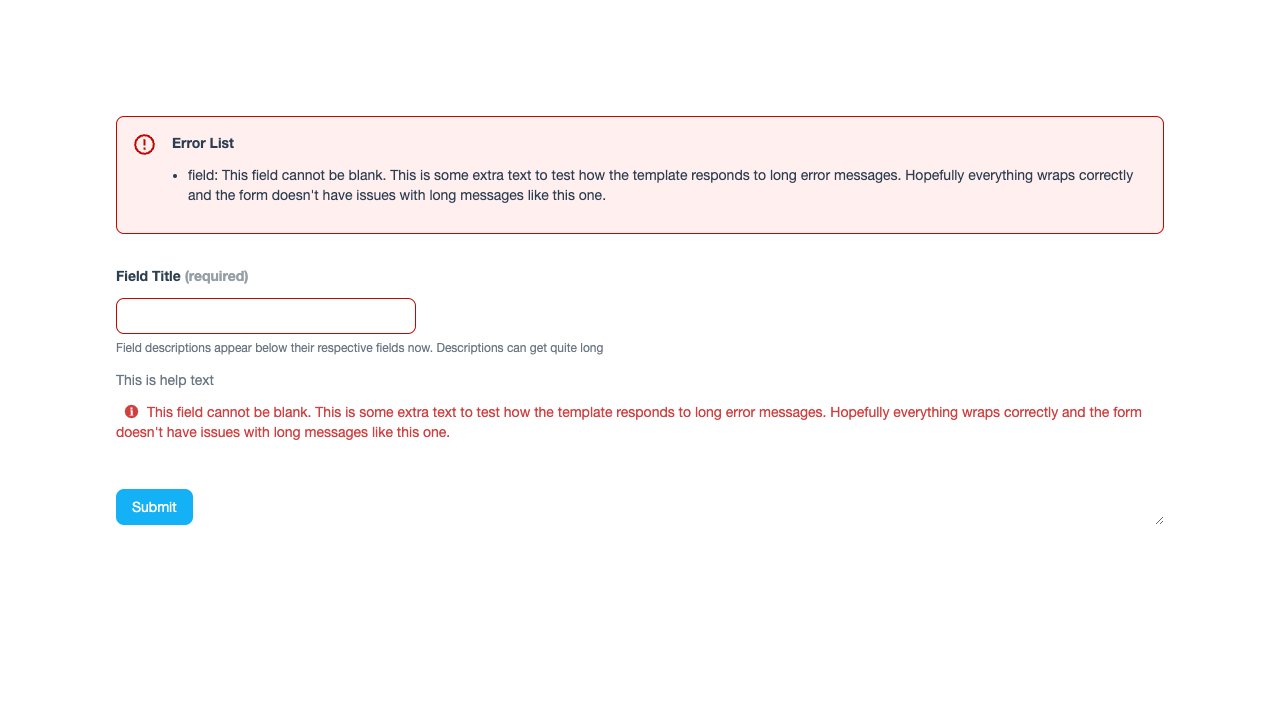 Error List
• field: This field cannot be blank. This is some extra text to test how the template responds to long error messages. Hopefully everything wraps correctly
and the form doesn't have issues with long messages like this one.
Field Title (required)
Field descriptions appear below their respective fields now. Descriptions can get quite long
This is help text
This field cannot be blank. This is some extra text to test how the template responds to long error messages. Hopefully everything wraps correctly and the form
doesn't have issues with long messages like this one.
Submit